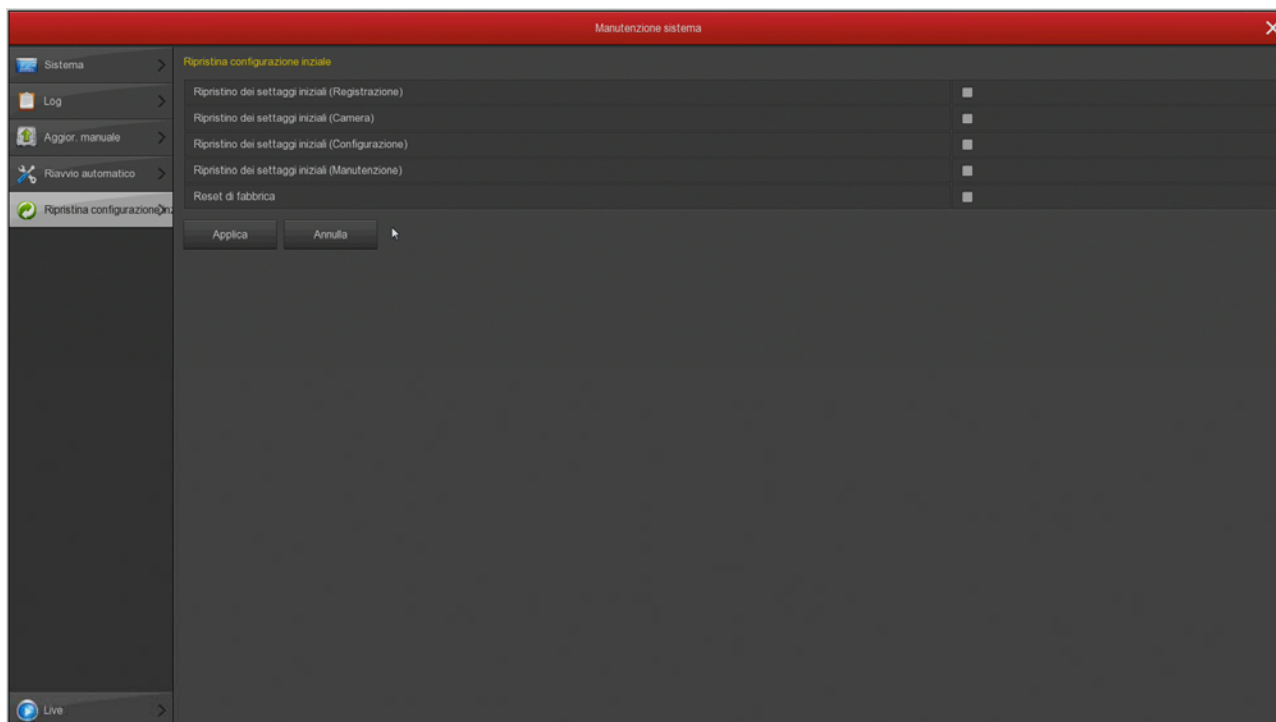 Manutenzione sistema
Sistema
Log
Aggior. manuale
Riavvio automatico
Ripristina configurazione inz
Ripristina configurazione inziale
Ripristino dei settaggi iniziali (Registrazione)
Ripristino dei settaggi iniziali (Camera)
Ripristino dei settaggi iniziali (Configurazione)
Ripristino dei settaggi iniziali (Manutenzione)
Reset di fabbrica
Applica Annulla
Live